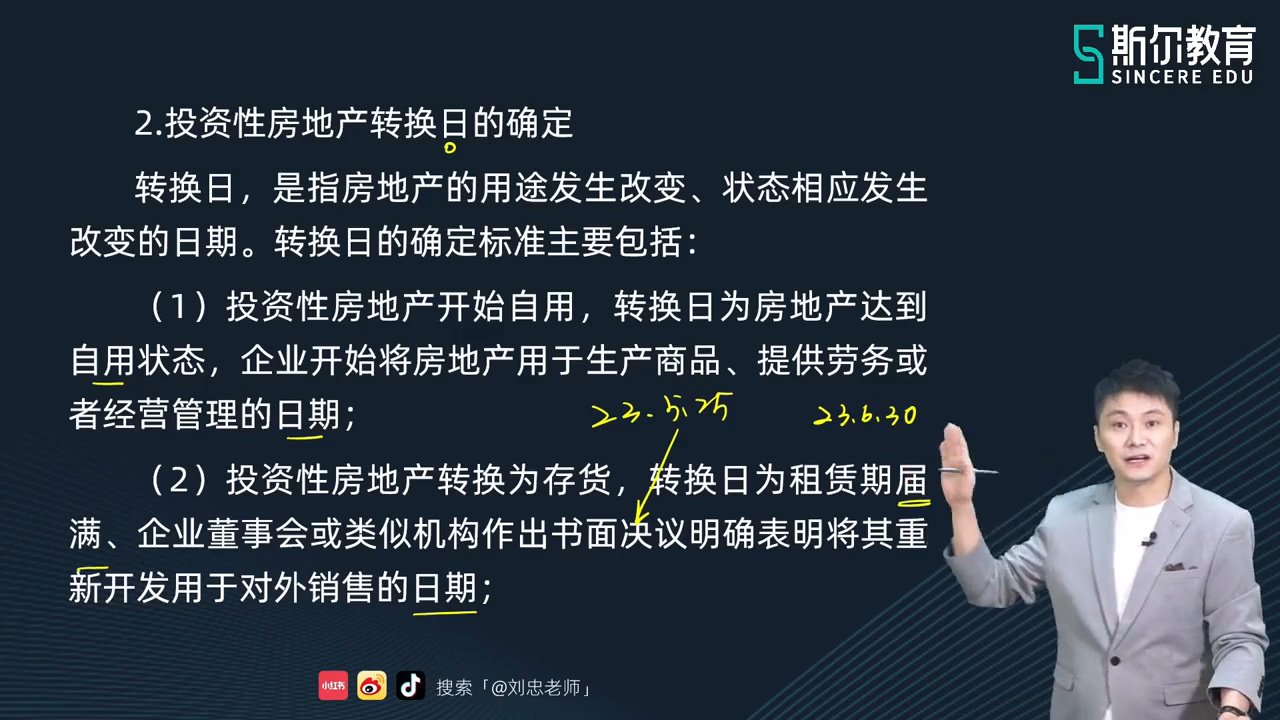 斯尔教育
SINCERE EDU
2.投资性房地产转换日的确定
转换日，是指房地产的用途发生改变、状态相应发生
改变的日期。转换日的确定标准主要包括：
（1）投资性房地产开始自用，转换日为房地产达到
自用状态，企业开始将房地产用于生产商品、提供劳务或
者经营管理的日期；
23.5.25 23.6.30
（2）投资性房地产转换为存货，转换日为租赁期届
满、企业董事会或类似机构作出书面决议明确表明将其重
新开发用于对外销售的日期；
小红书 搜索「@刘忠老师」